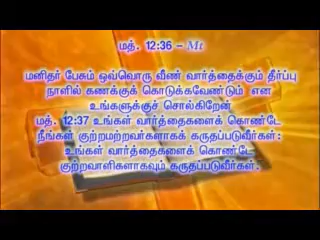 மத். 12:36 - Mt
மனிதர் பேசும் ஒவ்வொரு வீண் வார்த்தைக்கும் தீர்ப்பு
நாளில் கணக்குக் கொடுக்கவேண்டும் என
உங்களுக்குச் சொல்கிறேன்
மத். 12:37 உங்கள் வார்த்தைகளைக் கொண்டே
நீங்கள் குற்றமற்றவர்களாகக் கருதப்படுவீர்கள்:
உங்கள் வார்த்தைகளைக் கொண்டே
குற்றவாளிகளாகவும் கருதப்படுவீர்கள்.